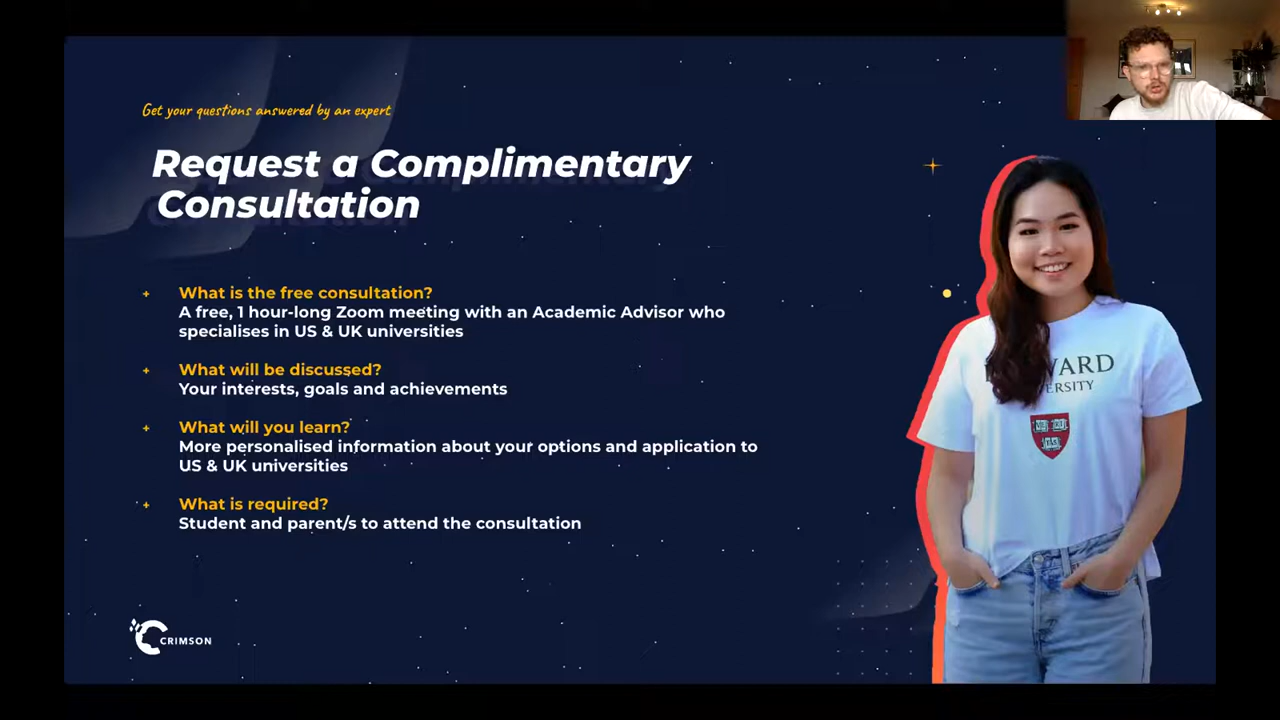 Get your questions answered by an expert
Request a Complimentary
Consultation
+ What is the free consultation?
A free, 1 hour-long Zoom meeting with an Academic Advisor who
specialises in US & UK universities
+ What will be discussed?
Your interests, goals and achievements
+ What will you learn?
More personalised information about your options and application to
US & UK universities
+ What is required?
Student and parent/s to attend the consultation
CRIMSON